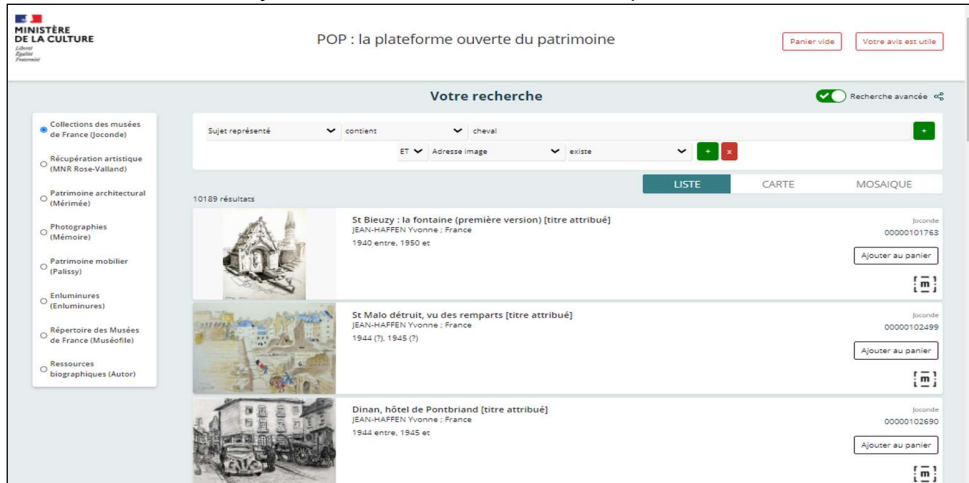 MINISTÈRE
DE LA CULTURE
Liberté
Égalité
Fraternité
POP : la plateforme ouverte du patrimoine
Panier vide
Votre avis est utile
Votre recherche
Recherche avancée
Collections des musées
de France (Joconde)
Récupération artistique
(MNR Rose-Valland)
Patrimoine architectural
(Mérimée)
Photographies
(Mémoire)
Patrimoine mobilier
(Palissy)
Enluminures
(Enluminures)
Répertoire des Musées
de France (Muséofile)
Ressources
biographiques (Autor)
Sujet représenté contient cheval +
ET Adresse image existe + x
LISTE CARTE MOSAIQUE
10189 résultats
St Bieuzy : la fontaine (première version) [titre attribué]
JEAN-HAFFEN Yvonne ; France
1940 entre, 1950 et
Joconde
00000101763
Ajouter au panier
[m]
St Malo détruit, vu des remparts [titre attribué]
JEAN-HAFFEN Yvonne ; France
1944 (?), 1945 (?)
Joconde
00000102499
Ajouter au panier
[m]
Dinan, hôtel de Pontbriand [titre attribué]
JEAN-HAFFEN Yvonne ; France
1944 entre, 1945 et
Joconde
00000102690
Ajouter au panier
[m]